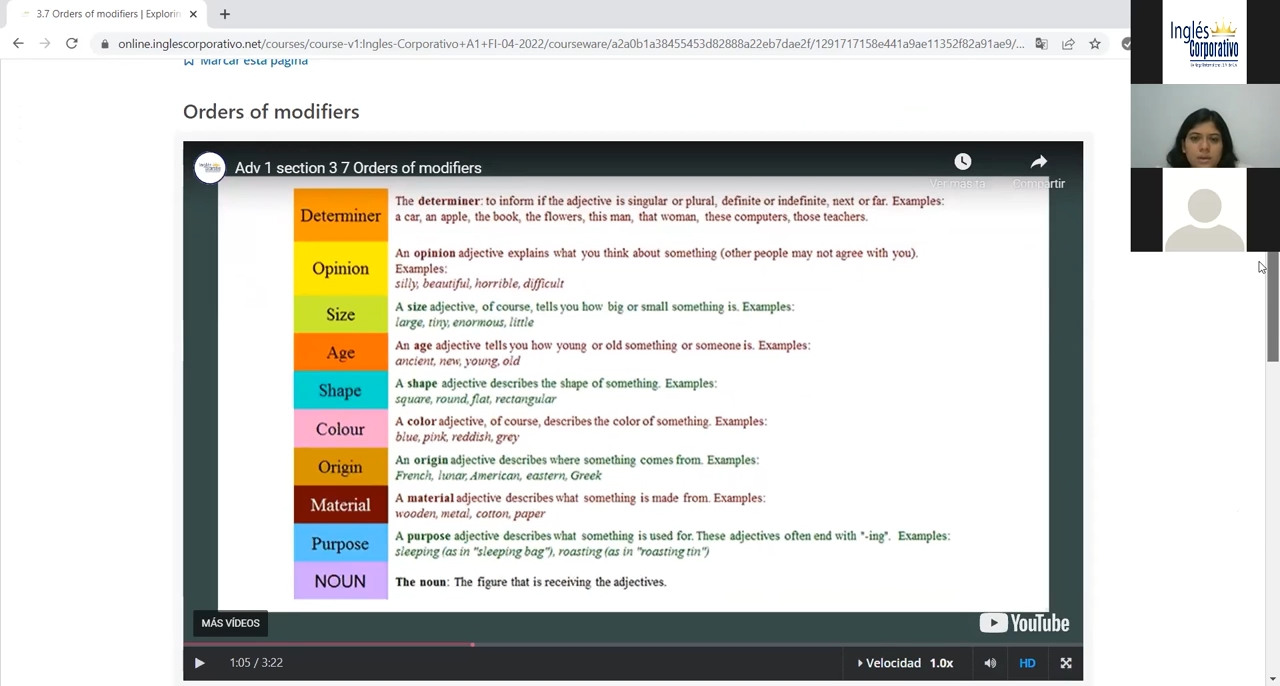 3.7 Orders of modifiers | Explorin
online.inglescorporativo.net/courses/course-v1:Ingles-Corporativo+A1+FI-04-2022/courseware/a2a0b1a38455453d82888a22eb7dae2f/1291717158e441a9ae11352f82a91ae9/...
Inglés
Corporativo
Marcar esta página
Orders of modifiers
Adv 1 section 3 7 Orders of modifiers
Ver más ta...
Compartir
Determiner
The determiner: to inform if the adjective is singular or plural, definite or indefinite, next or far. Examples:
a car, an apple, the book, the flowers, this man, that woman, these computers, those teachers.
Opinion
An opinion adjective explains what you think about something (other people may not agree with you).
Examples:
silly, beautiful, horrible, difficult
Size
A size adjective, of course, tells you how big or small something is. Examples:
large, tiny, enormous, little
Age
An age adjective tells you how young or old something or someone is. Examples:
ancient, new, young, old
Shape
A shape adjective describes the shape of something. Examples:
square, round, flat, rectangular
Colour
A color adjective, of course, describes the color of something. Examples:
blue, pink, reddish, grey
Origin
An origin adjective describes where something comes from. Examples:
French, lunar, American, eastern, Greek
Material
A material adjective describes what something is made from. Examples:
wooden, metal, cotton, paper
Purpose
A purpose adjective describes what something is used for. These adjectives often end with "-ing". Examples:
sleeping (as in "sleeping bag"), roasting (as in "roasting tin")
NOUN
The noun: The figure that is receiving the adjectives.
MÁS VÍDEOS
YouTube
1:05 / 3:22
Velocidad 1.0x
HD